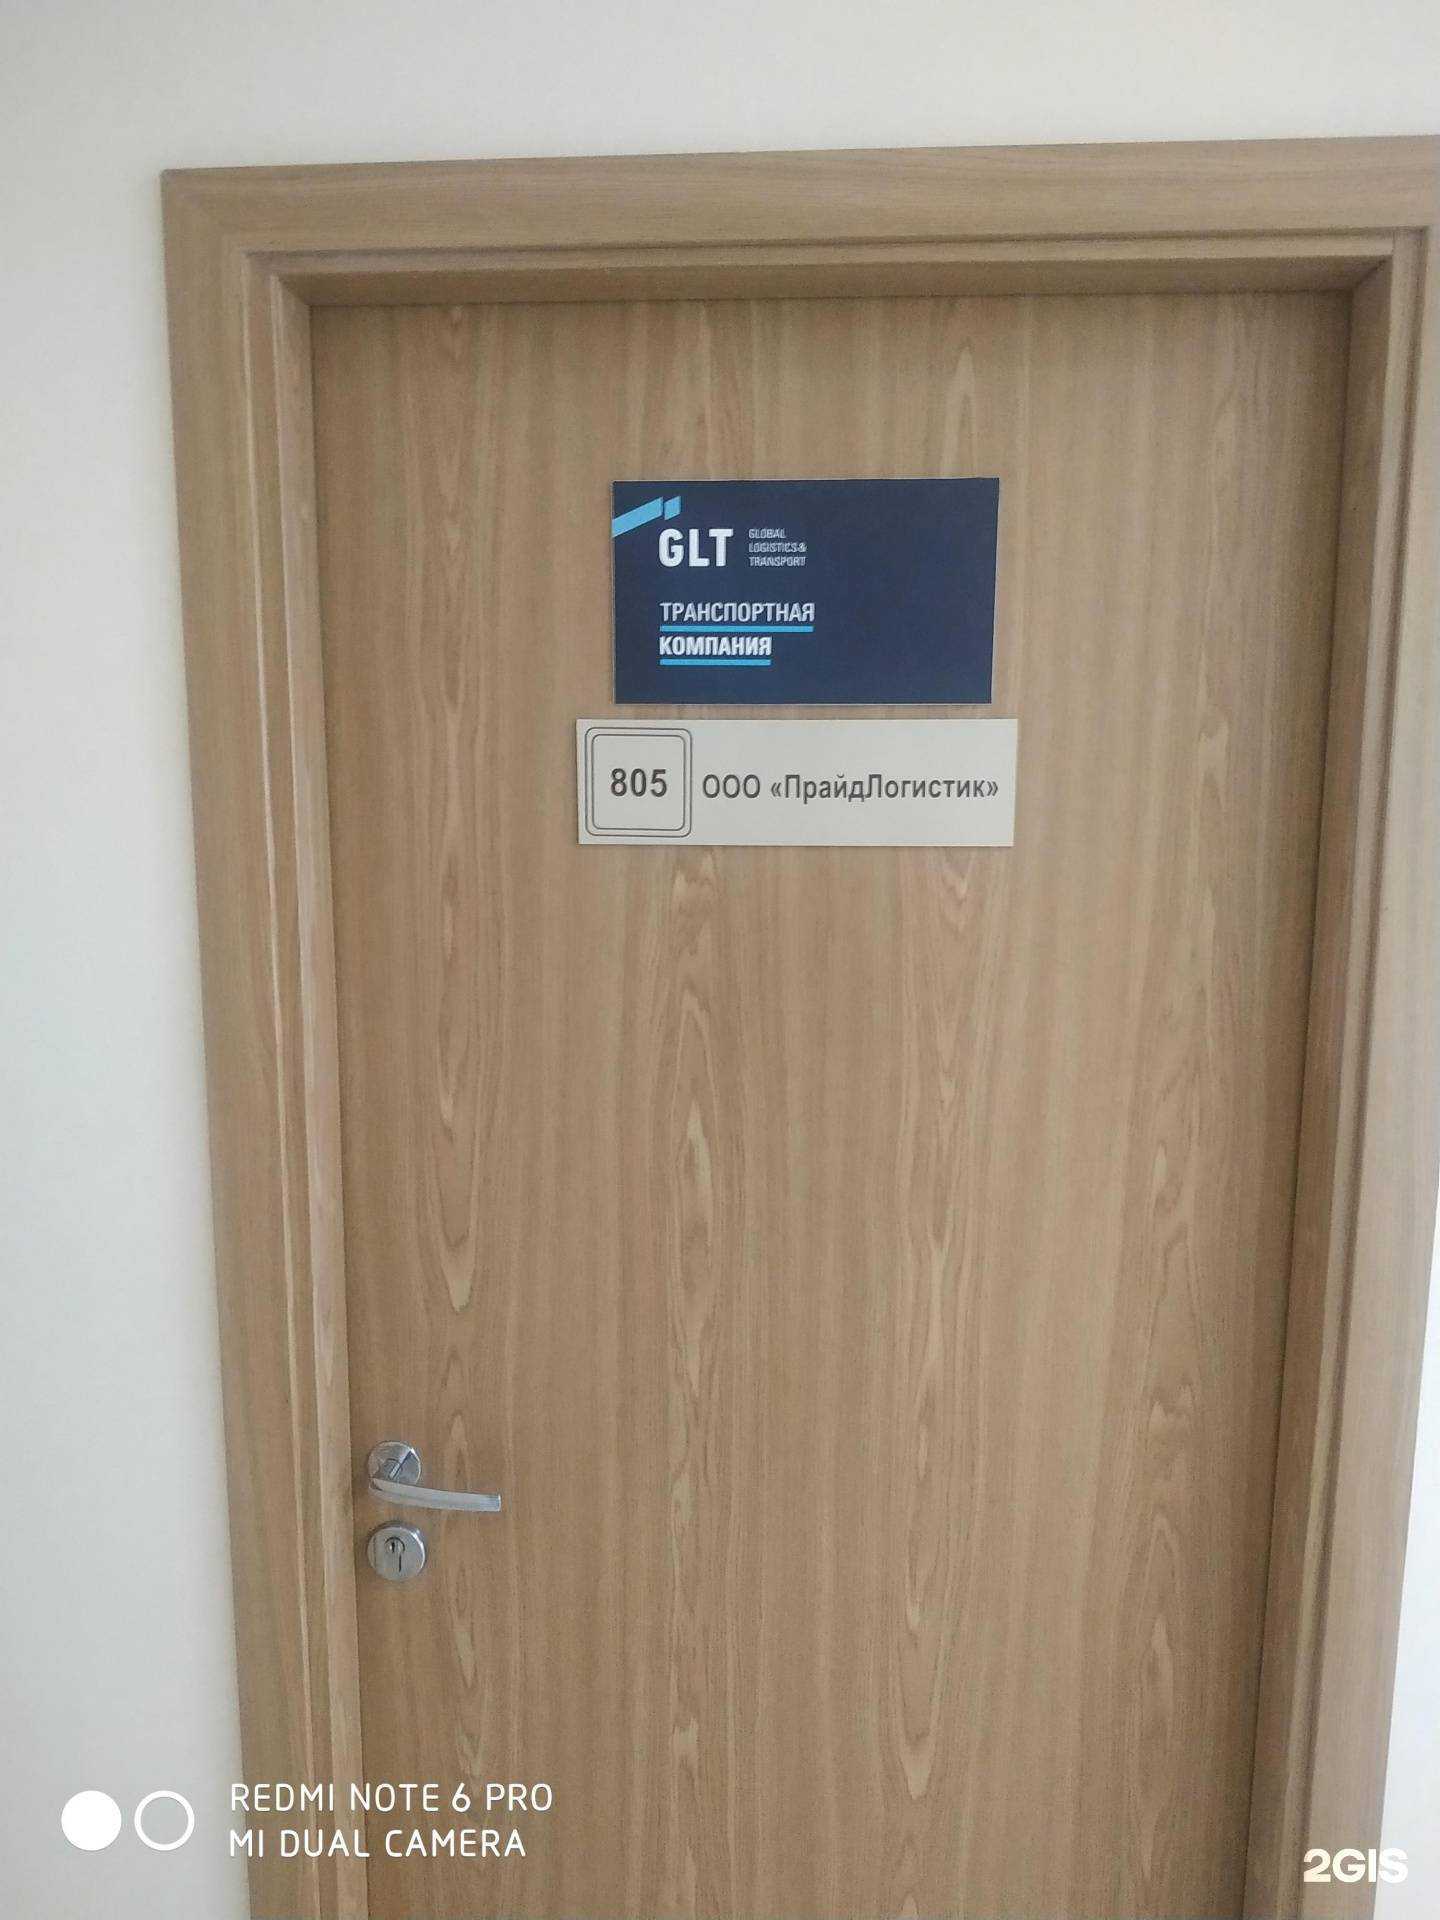 GLT
GLOBAL
LOGISTICS &
TRANSPORT
ТРАНСПОРТНАЯ
КОМПАНИЯ
805
ООО «ПрайдЛогистик»
REDMI NOTE 6 PRO
MI DUAL CAMERA
2GIS